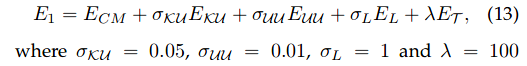 E₁ = E_{CM} + σ_{𝒦𝒰}E_{𝒦𝒰} + σ_{𝒰𝒰}E_{𝒰𝒰} + σ_L E_L + λE_𝒯, (13)
where σ_{𝒦𝒰} = 0.05, σ_{𝒰𝒰} = 0.01, σ_L = 1 and λ = 100